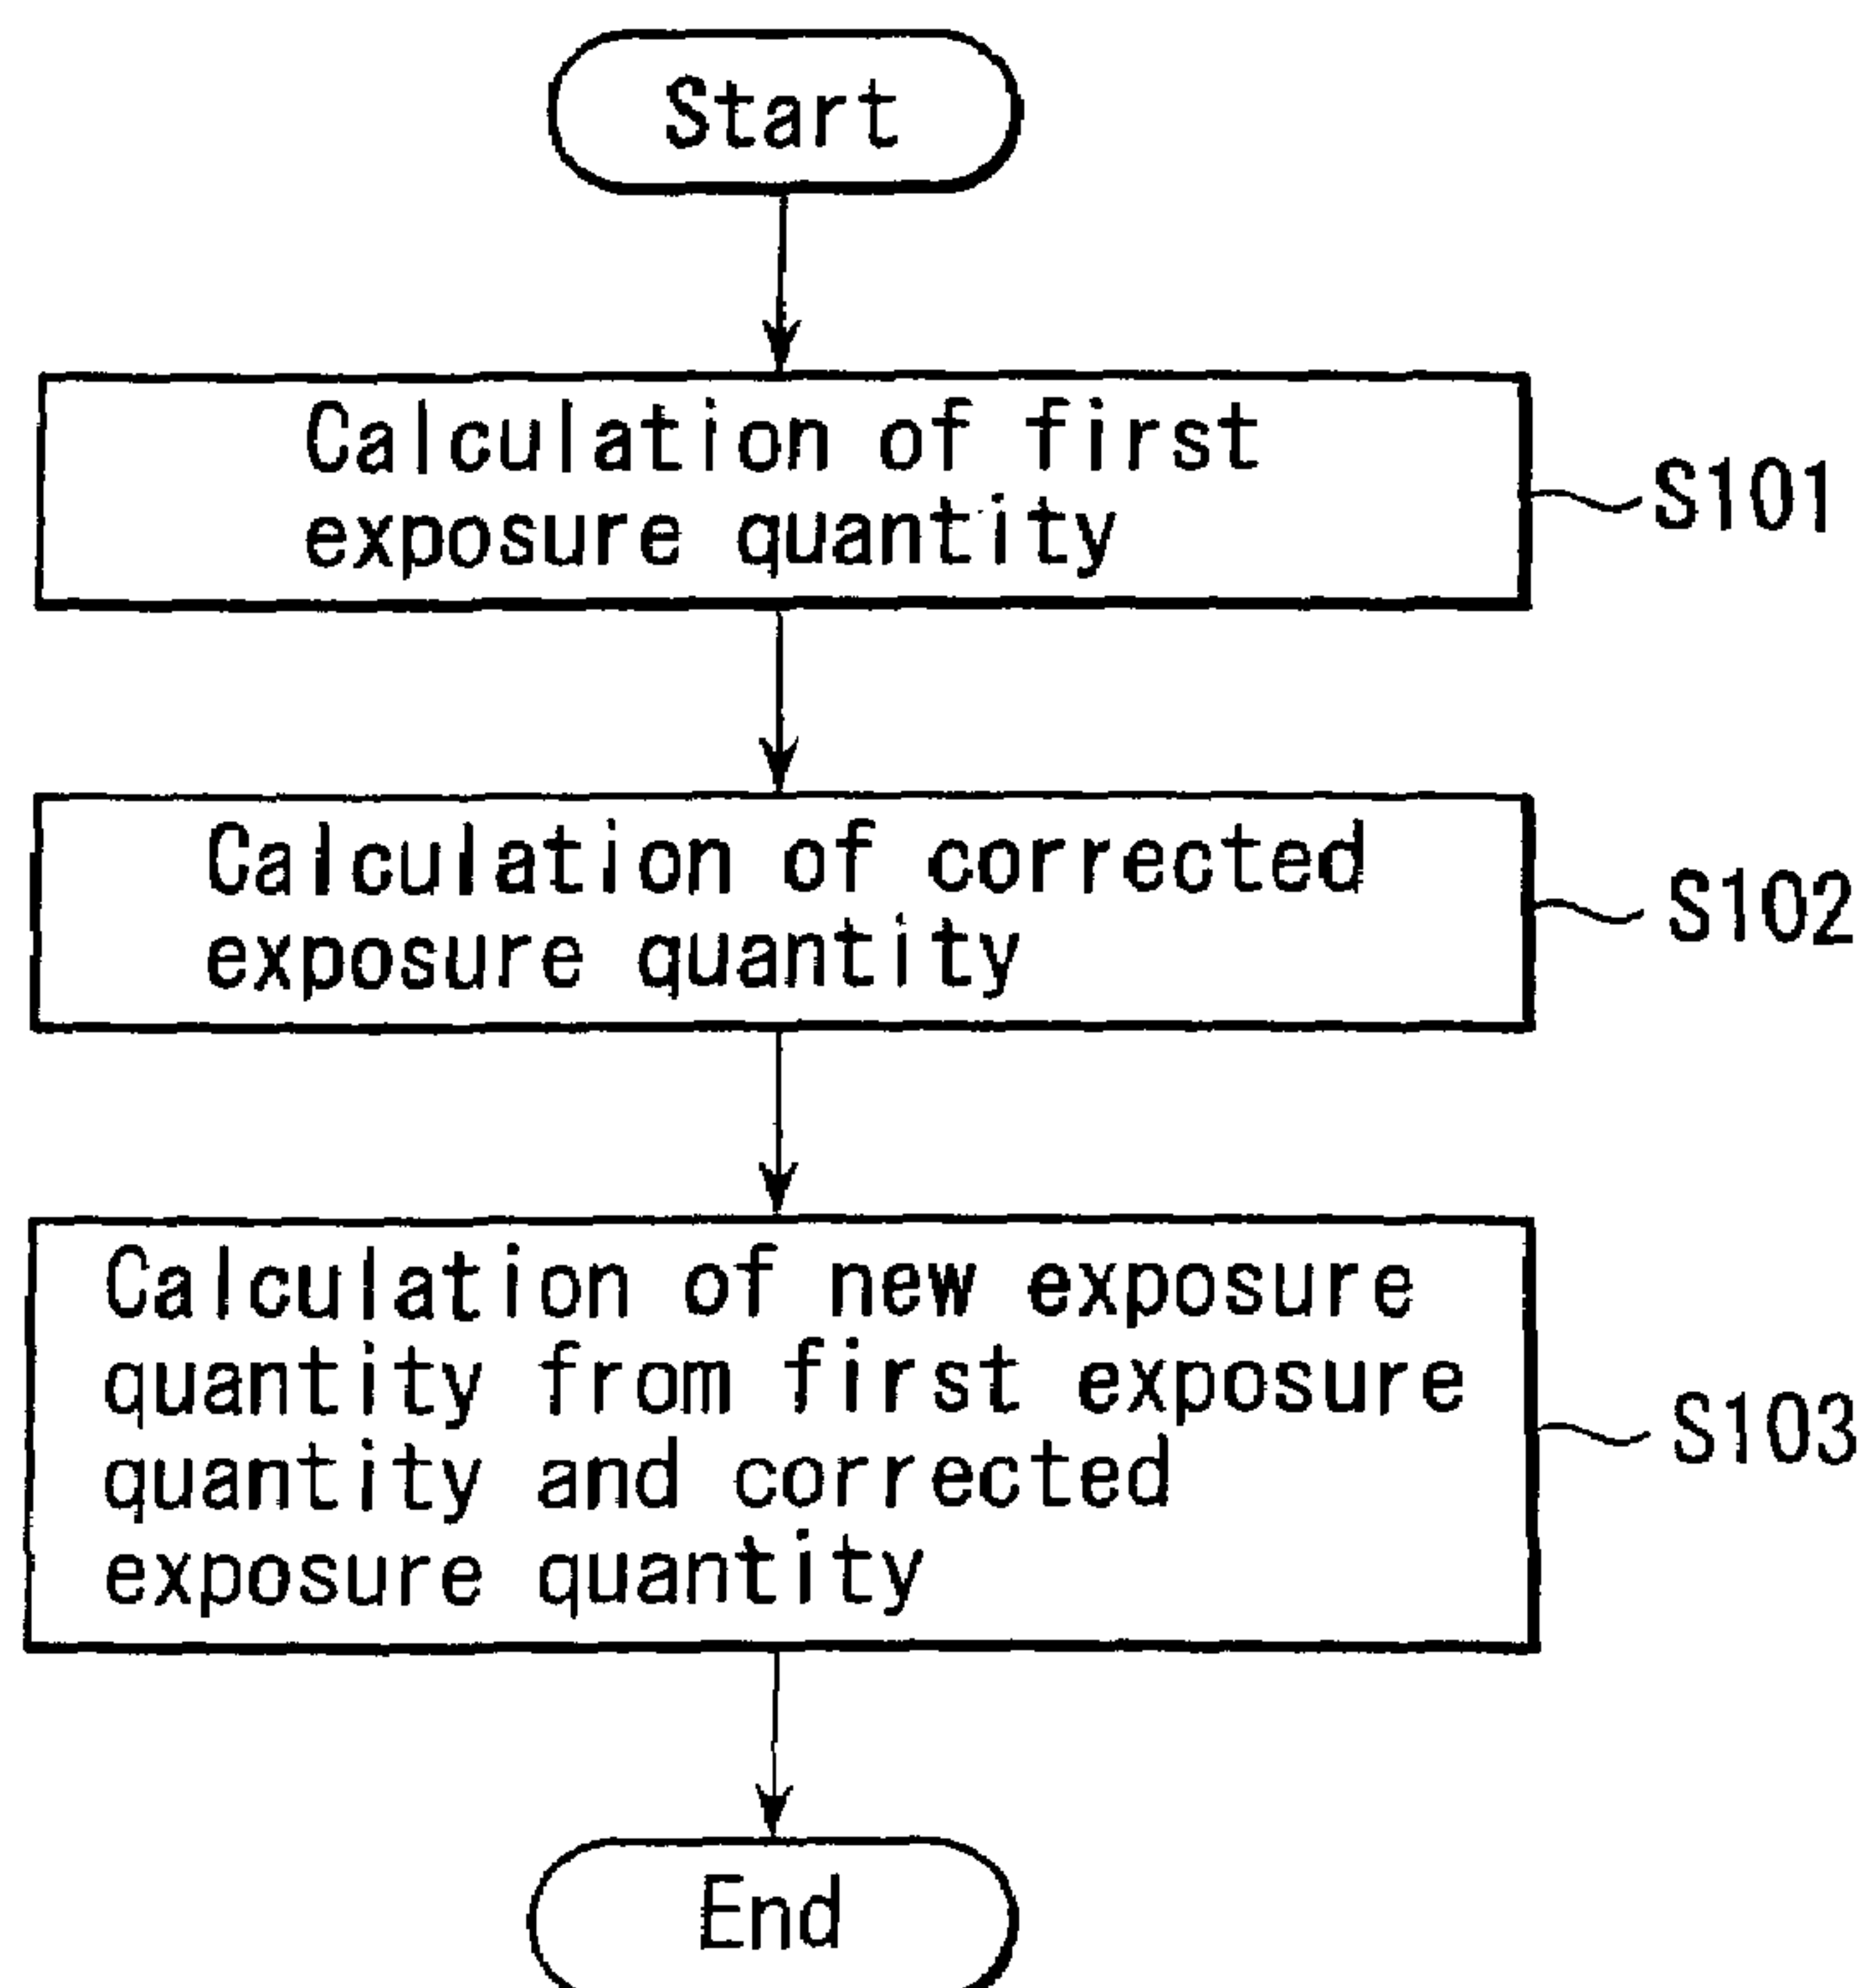 Start
Calculation of first
exposure quantity
S101
Calculation of corrected
exposure quantity
S102
Calculation of new exposure
quantity from first exposure
quantity and corrected
exposure quantity
S103
End